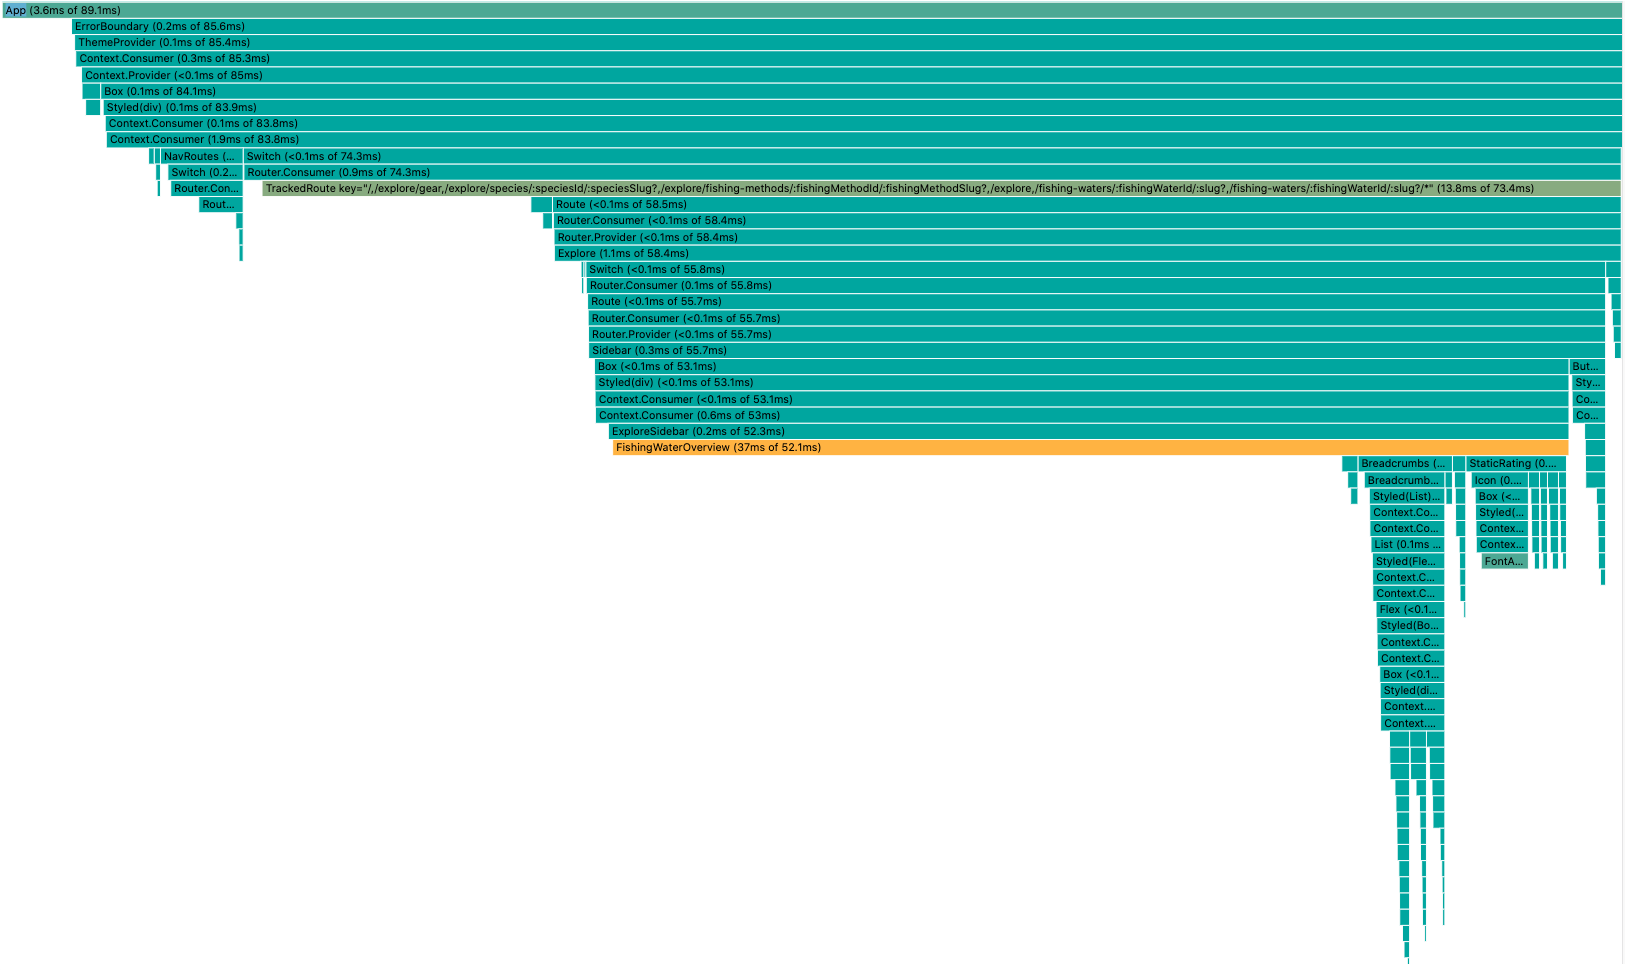 App (3.6ms of 89.1ms)
ErrorBoundary (0.2ms of 85.6ms)
ThemeProvider (0.1ms of 85.4ms)
Context.Consumer (0.3ms of 85.3ms)
Context.Provider (<0.1ms of 85ms)
Box (0.1ms of 84.1ms)
Styled(div) (0.1ms of 83.9ms)
Context.Consumer (0.1ms of 83.8ms)
Context.Consumer (1.9ms of 83.8ms)
NavRoutes (... Switch (<0.1ms of 74.3ms)
Switch (0.2... Router.Consumer (0.9ms of 74.3ms)
Router.Con... TrackedRoute key="/,/explore/gear,/explore/species/:speciesId/:speciesSlug?,/explore/fishing-methods/:fishingMethodId/:fishingMethodSlug?,/explore,/fishing-waters/:fishingWaterId/:slug?,/fishing-waters/:fishingWaterId/:slug?/*" (13.8ms of 73.4ms)
Rout... Route (<0.1ms of 58.5ms)
Router.Consumer (<0.1ms of 58.4ms)
Router.Provider (<0.1ms of 58.4ms)
Explore (1.1ms of 58.4ms)
Switch (<0.1ms of 55.8ms)
Router.Consumer (0.1ms of 55.8ms)
Route (<0.1ms of 55.7ms)
Router.Consumer (<0.1ms of 55.7ms)
Router.Provider (<0.1ms of 55.7ms)
Sidebar (0.3ms of 55.7ms)
Box (<0.1ms of 53.1ms) But...
Styled(div) (<0.1ms of 53.1ms) Sty...
Context.Consumer (<0.1ms of 53.1ms) Co...
Context.Consumer (0.6ms of 53ms) Co...
ExploreSidebar (0.2ms of 52.3ms)
FishingWaterOverview (37ms of 52.1ms)
Breadcrumbs (... StaticRating (0....
Breadcrumb... Icon (0....
Styled(List)... Box (<...
Context.Co... Styled(...
Context.Co... Contex...
List (0.1ms ... Contex...
Styled(Fle... FontA...
Context.C...
Context.C...
Flex (<0.1...
Styled(Bo...
Context.C...
Context.C...
Box (<0.1...
Styled(di...
Context....
Context....